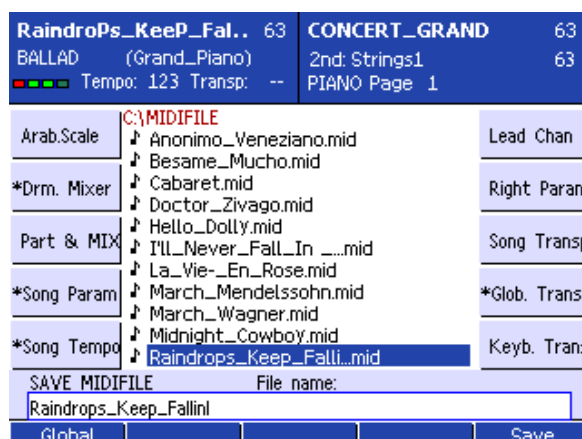 RaindroPs_KeeP_Fal.. 63
BALLAD (Grand_Piano)
Tempo: 123 Transp: --
CONCERT_GRAND 63
2nd: Strings1 63
PIANO Page 1
C:\MIDIFILE
Arab.Scale
*Drm. Mixer
Part & MIX
*Song Param
*Song Tempo
Anonimo_Veneziano.mid
Besame_Mucho.mid
Cabaret.mid
Doctor_Zivago.mid
Hello_Dolly.mid
I'll_Never_Fall_In _...mid
La_Vie-_En_Rose.mid
March_Mendelssohn.mid
March_Wagner.mid
Midnight_Cowboy.mid
Raindrops_Keep_Falli...mid
Lead Chan
Right Param
Song Transp
*Glob. Trans
Keyb. Tran
SAVE MIDIFILE File name:
Raindrops_Keep_Fallinl
Global Save